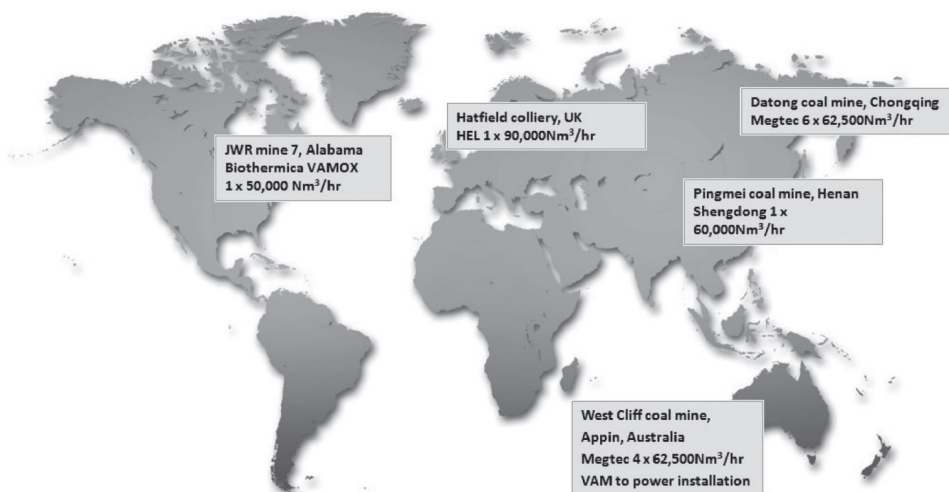 Hatfield colliery, UK
HEL 1 x 90,000Nm³/hr
Datong coal mine, Chongqing
Megtec 6 x 62,500Nm³/hr
JWR mine 7, Alabama
Biothermica VAMOX
1 x 50,000 Nm³/hr
Pingmei coal mine, Henan
Shengdong 1 x
60,000Nm³/hr
West Cliff coal mine,
Appin, Australia
Megtec 4 x 62,500Nm³/hr
VAM to power installation